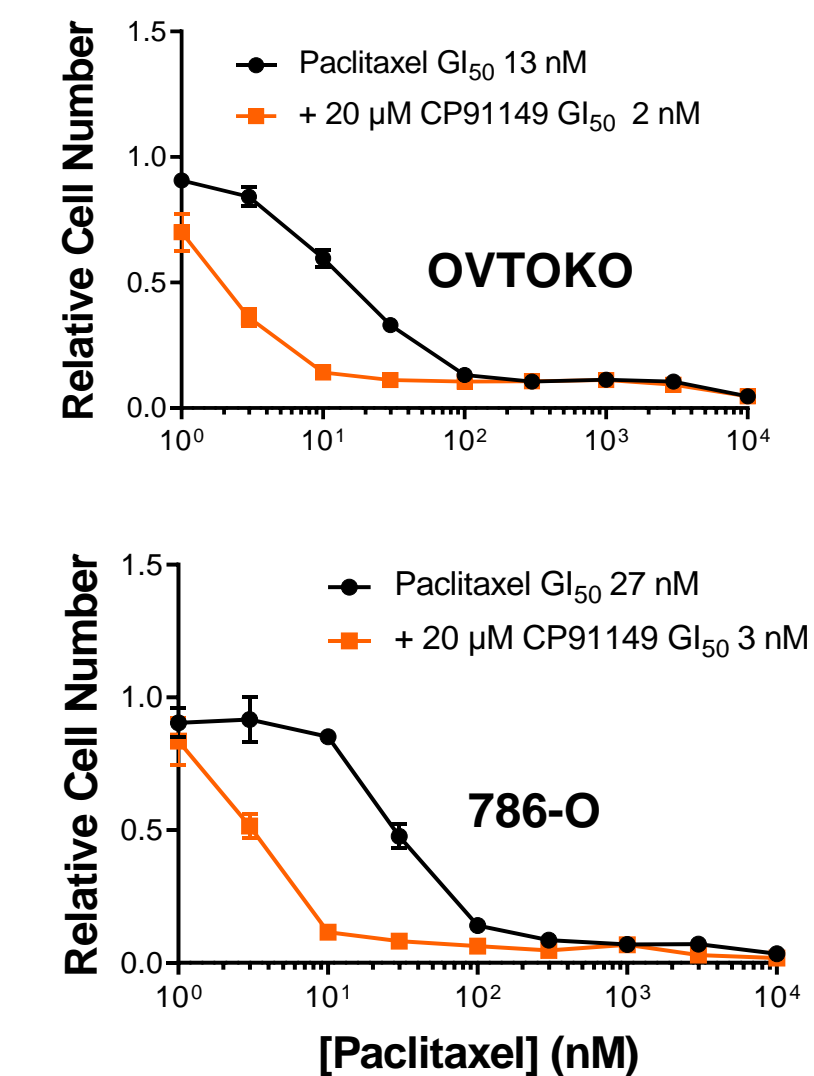 Relative Cell Number
1.5
1.0
0.5
0.0
Paclitaxel GI₅₀ 13 nM
+ 20 µM CP91149 GI₅₀ 2 nM
OVTOKO
10⁰ 10¹ 10² 10³ 10⁴
Relative Cell Number
1.5
1.0
0.5
0.0
Paclitaxel GI₅₀ 27 nM
+ 20 µM CP91149 GI₅₀ 3 nM
786-O
10⁰ 10¹ 10² 10³ 10⁴
[Paclitaxel] (nM)